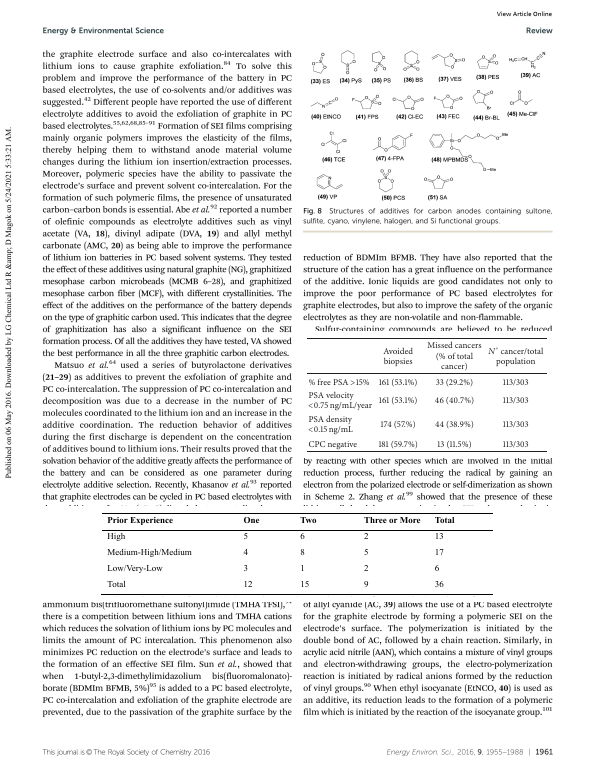 View Article Online
Energy & Environmental Science
Review
Published on 06 May 2016. Downloaded by LG Chemical Ltd R &amp; D Magok on 5/24/2021 5:33:21 AM.
the graphite electrode surface and also co-intercalates with
lithium ions to cause graphite exfoliation.84 To solve this
problem and improve the performance of the battery in PC
based electrolytes, the use of co-solvents and/or additives was
suggested.42 Different people have reported the use of different
electrolyte additives to avoid the exfoliation of graphite in PC
based electrolytes.55,62,68,85–91 Formation of SEI films comprising
mainly organic polymers improves the elasticity of the films,
thereby helping them to withstand anode material volume
changes during the lithium ion insertion/extraction processes.
Moreover, polymeric species have the ability to passivate the
electrode's surface and prevent solvent co-intercalation. For the
formation of such polymeric films, the presence of unsaturated
carbon–carbon bonds is essential. Abe et al.92 reported a number
of olefinic compounds as electrolyte additives such as vinyl
acetate (VA, 18), divinyl adipate (DVA, 19) and allyl methyl
carbonate (AMC, 20) as being able to improve the performance
of lithium ion batteries in PC based solvent systems. They tested
the effect of these additives using natural graphite (NG), graphitized
mesophase carbon microbeads (MCMB 6–28), and graphitized
mesophase carbon fiber (MCF), with different crystallinities. The
effect of the additives on the performance of the battery depends
on the type of graphitic carbon used. This indicates that the degree
of graphitization has also a significant influence on the SEI
formation process. Of all the additives they have tested, VA showed
the best performance in all the three graphitic carbon electrodes.
Matsuo et al.64 used a series of butyrolactone derivatives
(21–29) as additives to prevent the exfoliation of graphite and
PC co-intercalation. The suppression of PC co-intercalation and
decomposition was due to a decrease in the number of PC
molecules coordinated to the lithium ion and an increase in the
additive coordination. The reduction behavior of additives
during the first discharge is dependent on the concentration
of additives bound to lithium ions. Their results proved that the
solvation behavior of the additive greatly affects the performance of
the battery and can be considered as one parameter during
electrolyte additive selection. Recently, Khasanov et al.93 reported
that graphite electrodes can be cycled in PC based electrolytes with
ammonium bis(trifluoromethane sulfonyl)imide (TMHA TFSI),
there is a competition between lithium ions and TMHA cations
which reduces the solvation of lithium ions by PC molecules and
limits the amount of PC intercalation. This phenomenon also
minimizes PC reduction on the electrode's surface and leads to
the formation of an effective SEI film. Sun et al., showed that
when 1-butyl-2,3-dimethylimidazolium bis(fluoromalonato)-
borate (BDMIm BFMB, 5%)95 is added to a PC based electrolyte,
PC co-intercalation and exfoliation of the graphite electrode are
prevented, due to the passivation of the graphite surface by the
(33) ES (34) PyS (35) PS (36) BS (37) VES (38) PES (39) AC
(40) EtNCO (41) FPS (42) Cl-EC (43) FEC (44) Br-BL (45) Me-ClF
(46) TCE (47) 4-FPA (48) MPBMDS
(49) VP (50) PCS (51) SA
Fig. 8 Structures of additives for carbon anodes containing sultone,
sulfite, cyano, vinylene, halogen, and Si functional groups.
reduction of BDMIm BFMB. They have also reported that the
structure of the cation has a great influence on the performance
of the additive. Ionic liquids are good candidates not only to
improve the poor performance of PC based electrolytes for
graphite electrodes, but also to improve the safety of the organic
electrolytes as they are non-volatile and non-flammable.
Sulfur-containing compounds are believed to be reduced
Avoided biopsies Missed cancers (% of total cancer) N° cancer/total population
% free PSA >15% 161 (53.1%) 33 (29.2%) 113/303
PSA velocity <0.75 ng/mL/year 161 (53.1%) 46 (40.7%) 113/303
PSA density <0.15 ng/mL 174 (57.%) 44 (38.9%) 113/303
CPC negative 181 (59.7%) 13 (11.5%) 113/303
by reacting with other species which are involved in the initial
reduction process, further reducing the radical by gaining an
electron from the polarized electrode or self-dimerization as shown
in Scheme 2. Zhang et al.99 showed that the presence of these
Prior Experience One Two Three or More Total
High 5 6 2 13
Medium-High/Medium 4 8 5 17
Low/Very-Low 3 1 2 6
Total 12 15 9 36
of allyl cyanide (AC, 39) allows the use of a PC based electrolyte
for the graphite electrode by forming a polymeric SEI on the
electrode's surface. The polymerization is initiated by the
double bond of AC, followed by a chain reaction. Similarly, in
acrylic acid nitrile (AAN), which contains a mixture of vinyl groups
and electron-withdrawing groups, the electro-polymerization
reaction is initiated by radical anions formed by the reduction
of vinyl groups.90 When ethyl isocyanate (EtNCO, 40) is used as
an additive, its reduction leads to the formation of a polymeric
film which is initiated by the reaction of the isocyanate group.101
This journal is © The Royal Society of Chemistry 2016
Energy Environ. Sci., 2016, 9, 1955–1988 | 1961